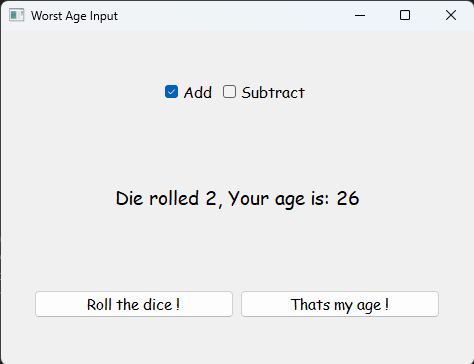 Worst Age Input
Add Subtract
Die rolled 2, Your age is: 26
Roll the dice ! Thats my age !